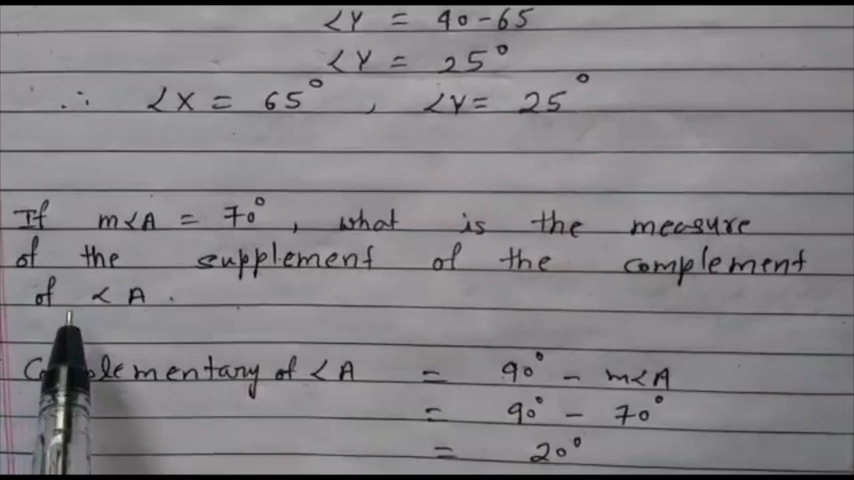 ∠Y = 90 - 65
∠Y = 25°
∴ ∠X = 65° , ∠Y = 25°
If m∠A = 70° , what is the measure
of the supplement of the complement
of ∠A .
Complementary of ∠A = 90° - m∠A
= 90° - 70°
= 20°